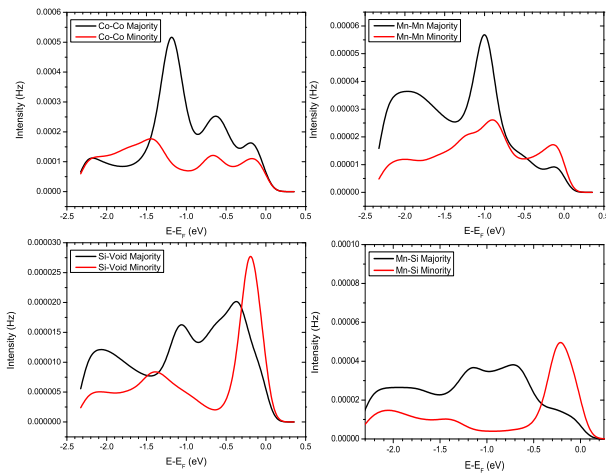 Co-Co Majority
Co-Co Minority
Intensity (Hz)
0.0006
0.0005
0.0004
0.0003
0.0002
0.0001
0.0000
-2.5 -2.0 -1.5 -1.0 -0.5 0.0 0.5
E-E_F (eV)
Mn-Mn Majority
Mn-Mn Minority
Intensity (Hz)
0.00006
0.00005
0.00004
0.00003
0.00002
0.00001
0.00000
-2.5 -2.0 -1.5 -1.0 -0.5 0.0 0.5
E-E_F (eV)
Si-Void Majority
Si-Void Minority
Intensity (Hz)
0.000030
0.000025
0.000020
0.000015
0.000010
0.000005
0.000000
-2.5 -2.0 -1.5 -1.0 -0.5 0.0 0.5
E-E_F (eV)
Mn-Si Majority
Mn-Si Minority
Intensity (Hz)
0.00010
0.00008
0.00006
0.00004
0.00002
0.00000
-2.0 -1.5 -1.0 -0.5 0.0
E-E_F (eV)